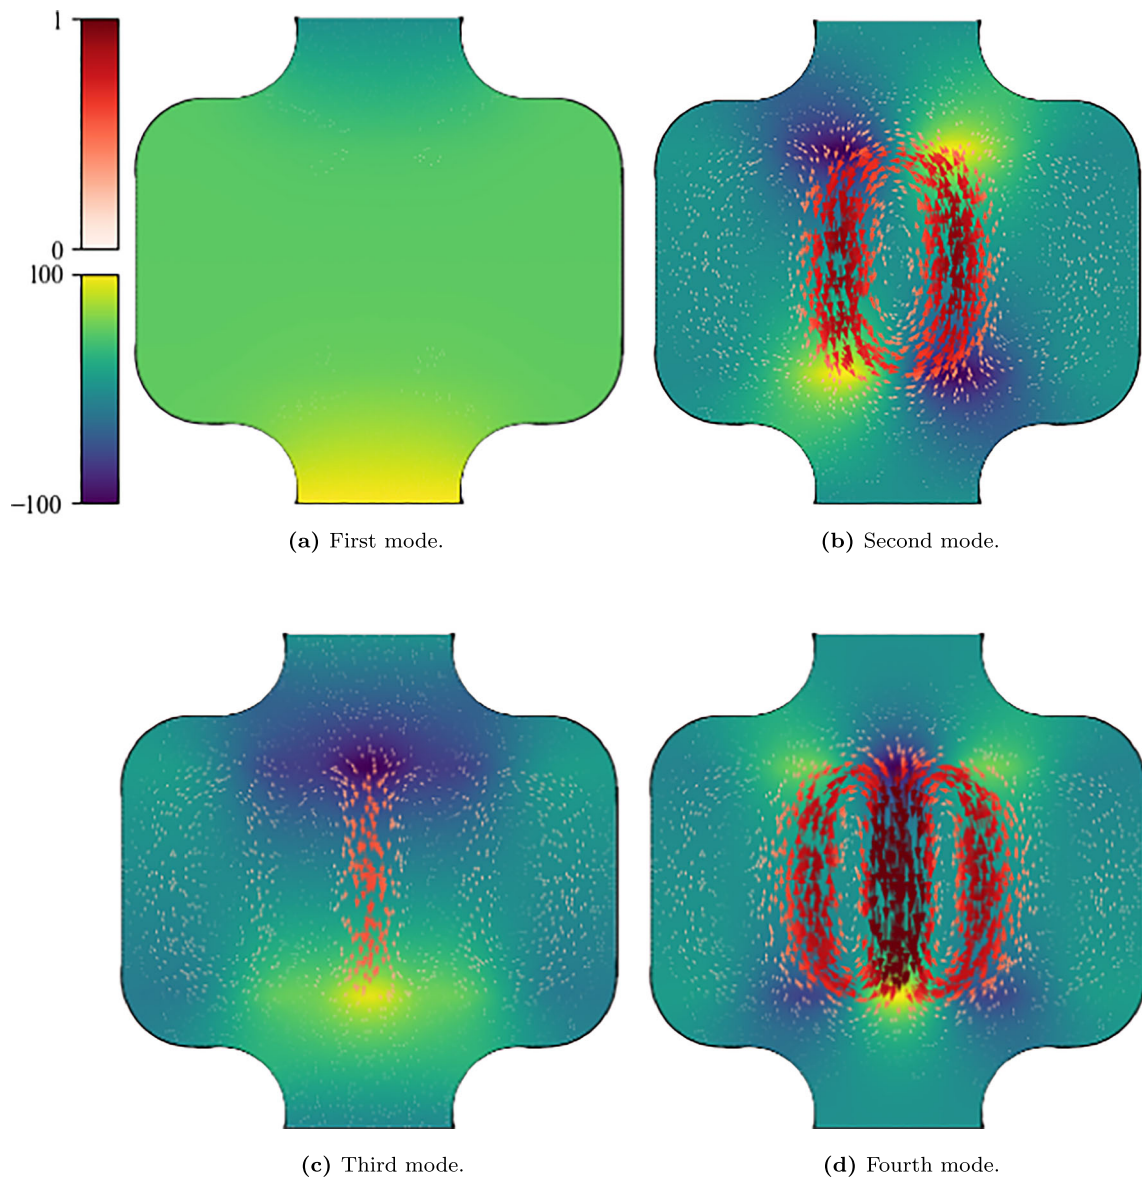 1
0
100
−100
(a) First mode.
(b) Second mode.
(c) Third mode.
(d) Fourth mode.